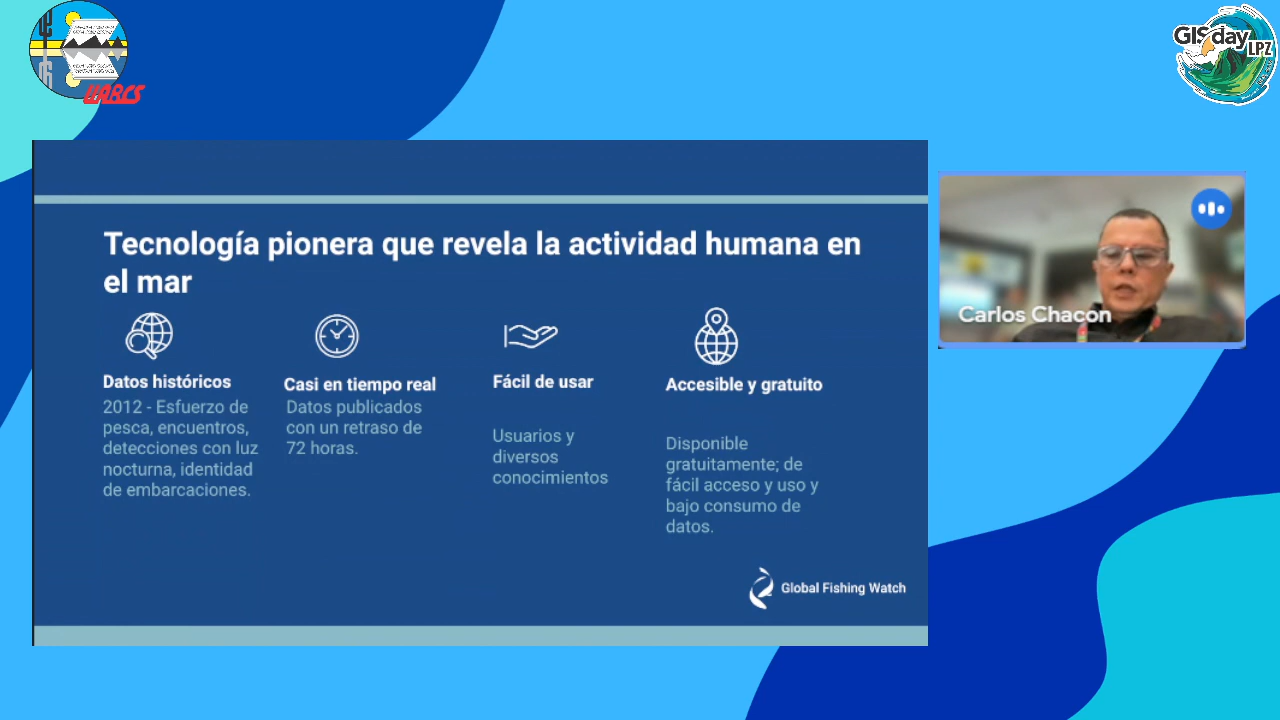 UABCS
GISday
LPZ
Tecnología pionera que revela la actividad humana en
el mar
Datos históricos
2012 - Esfuerzo de
pesca, encuentros,
detecciones con luz
nocturna, identidad
de embarcaciones.
Casi en tiempo real
Datos publicados
con un retraso de
72 horas.
Fácil de usar
Usuarios y
diversos
conocimientos
Accesible y gratuito
Disponible
gratuitamente; de
fácil acceso y uso y
bajo consumo de
datos.
Global Fishing Watch
Carlos Chacon